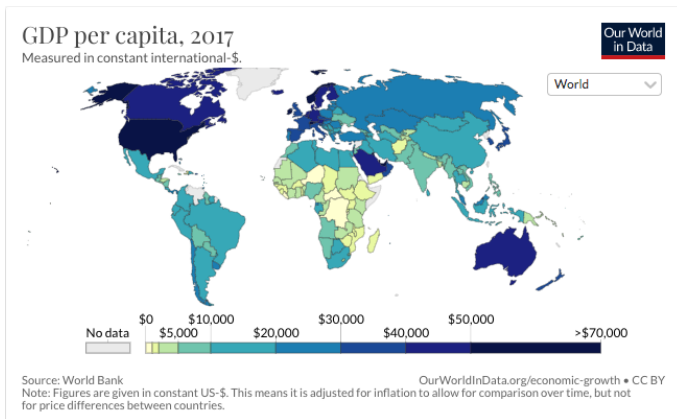 GDP per capita, 2017
Measured in constant international-$.
Our World
in Data
World
No data
$0
$5,000
$10,000
$20,000
$30,000
$40,000
$50,000
>$70,000
Source: World Bank
OurWorldInData.org/economic-growth • CC BY
Note: Figures are given in constant US-$. This means it is adjusted for inflation to allow for comparison over time, but not
for price differences between countries.